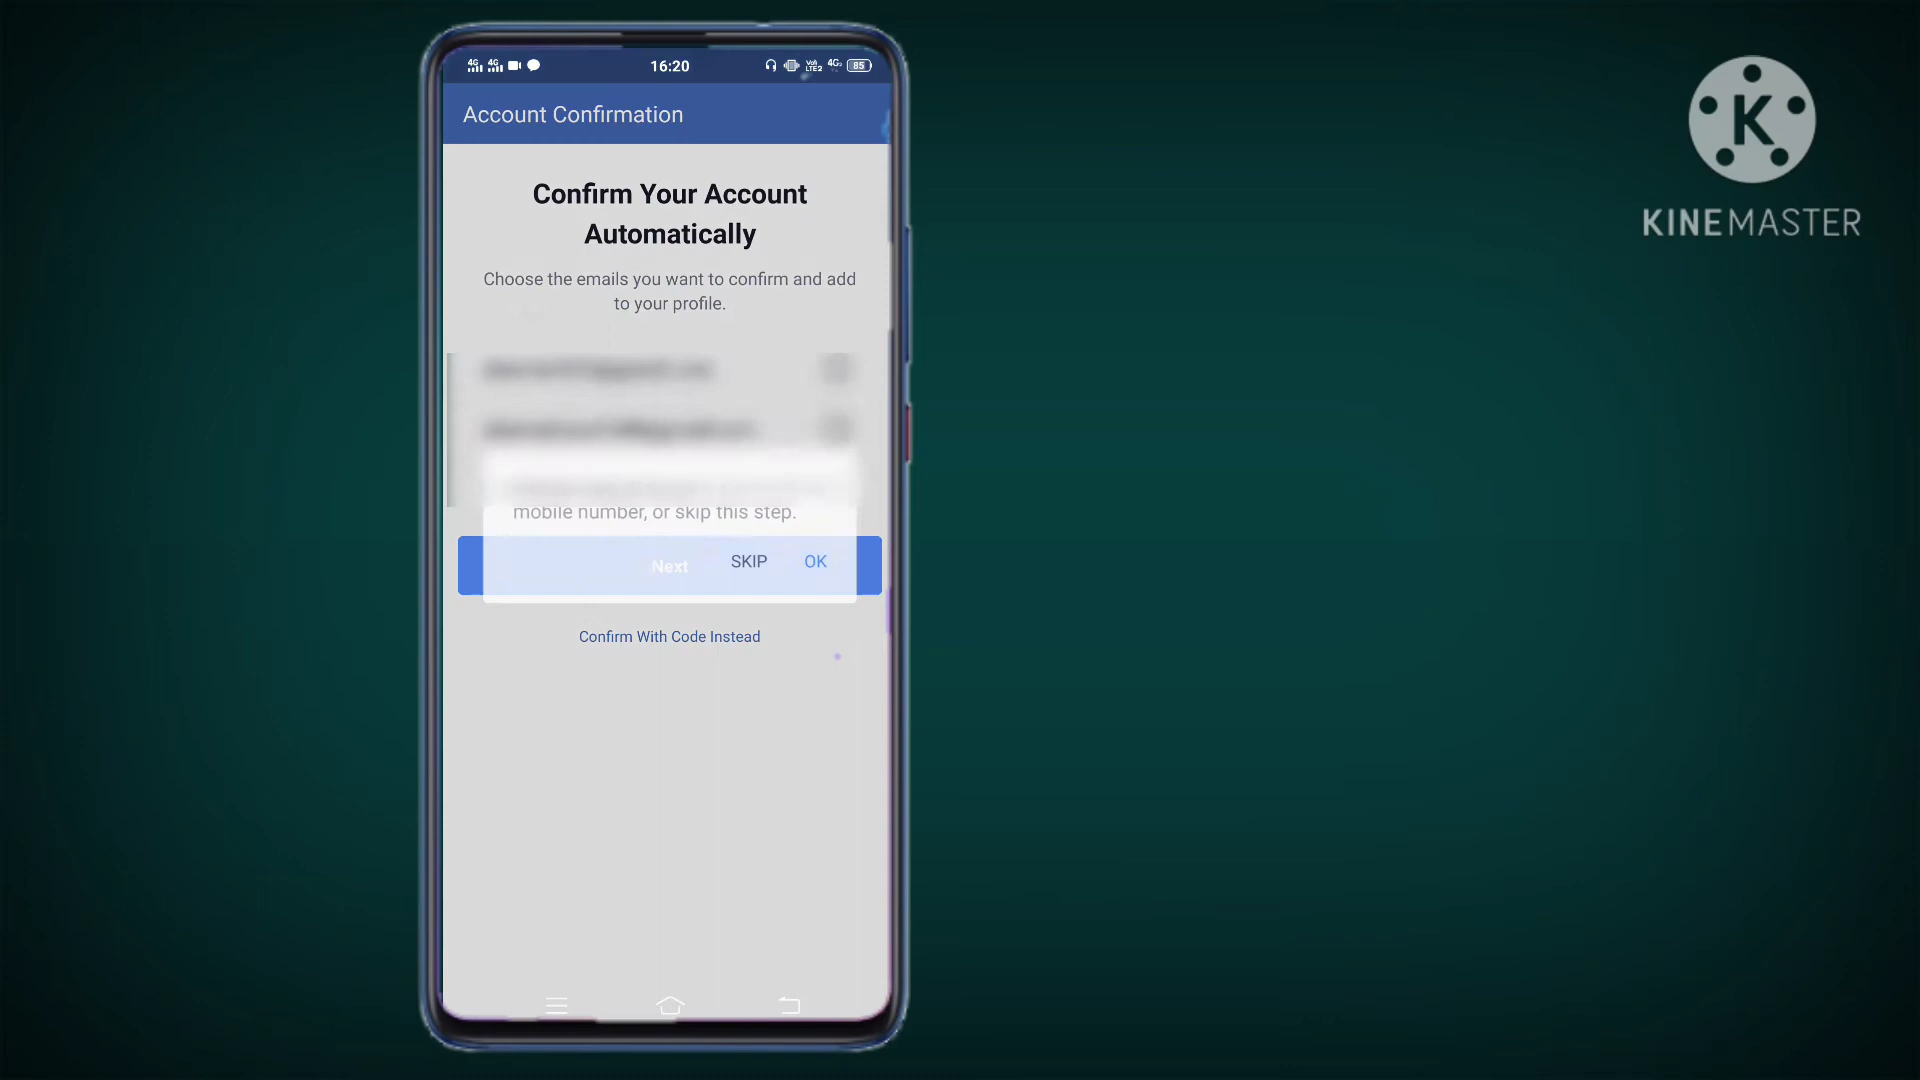 16:20
85
Account Confirmation
K
KINEMASTER
Confirm Your Account
Automatically
Choose the emails you want to confirm and add
to your profile.
mobile number, or skip this step.
Next
SKIP
OK
Confirm With Code Instead